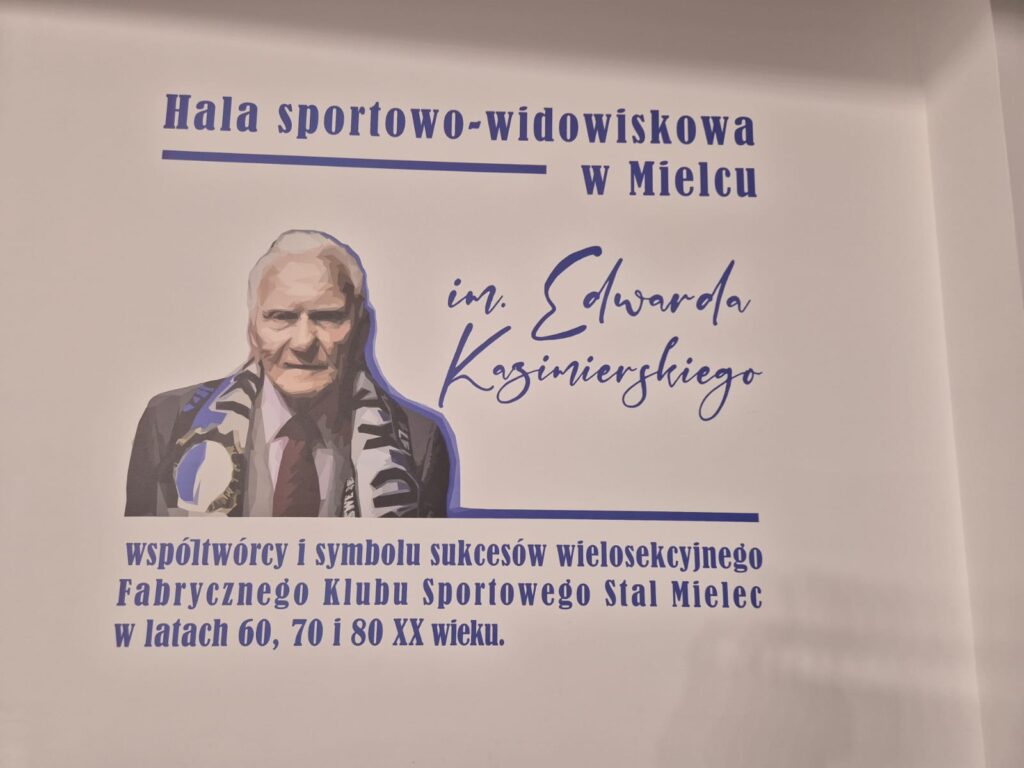 Hala sportowo-widowiskowa
w Mielcu
im. Edwarda
Kazimierskiego
współtwórcy i symbolu sukcesów wielosekcyjnego
Fabrycznego Klubu Sportowego Stal Mielec
w latach 60, 70 i 80 XX wieku.